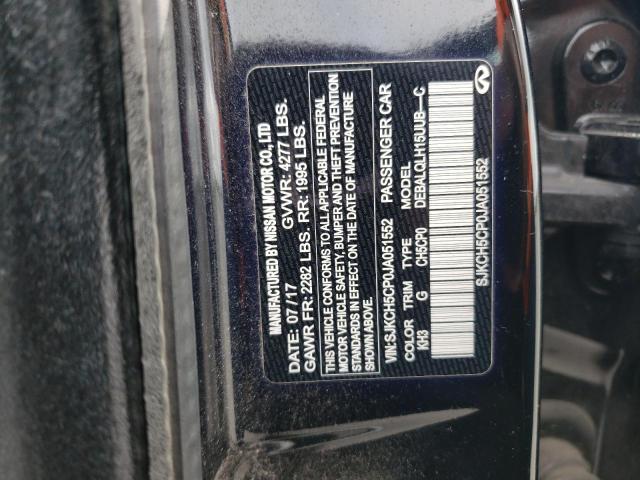 MANUFACTURED BY NISSAN MOTOR CO., LTD
DATE: 07/17 GVWR: 4277 LBS.
GAWR FR: 2282 LBS. RR: 1995 LBS.
THIS VEHICLE CONFORMS TO ALL APPLICABLE FEDERAL
MOTOR VEHICLE SAFETY, BUMPER AND THEFT PREVENTION
STANDARDS IN EFFECT ON THE DATE OF MANUFACTURE
SHOWN ABOVE.
VIN:SJKCH5CP0JA051552 PASSENGER CAR
COLOR TRIM TYPE MODEL
KH3 G CH5CP0 DEBALQLH15UUB--C
SJKCH5CP0JA051552